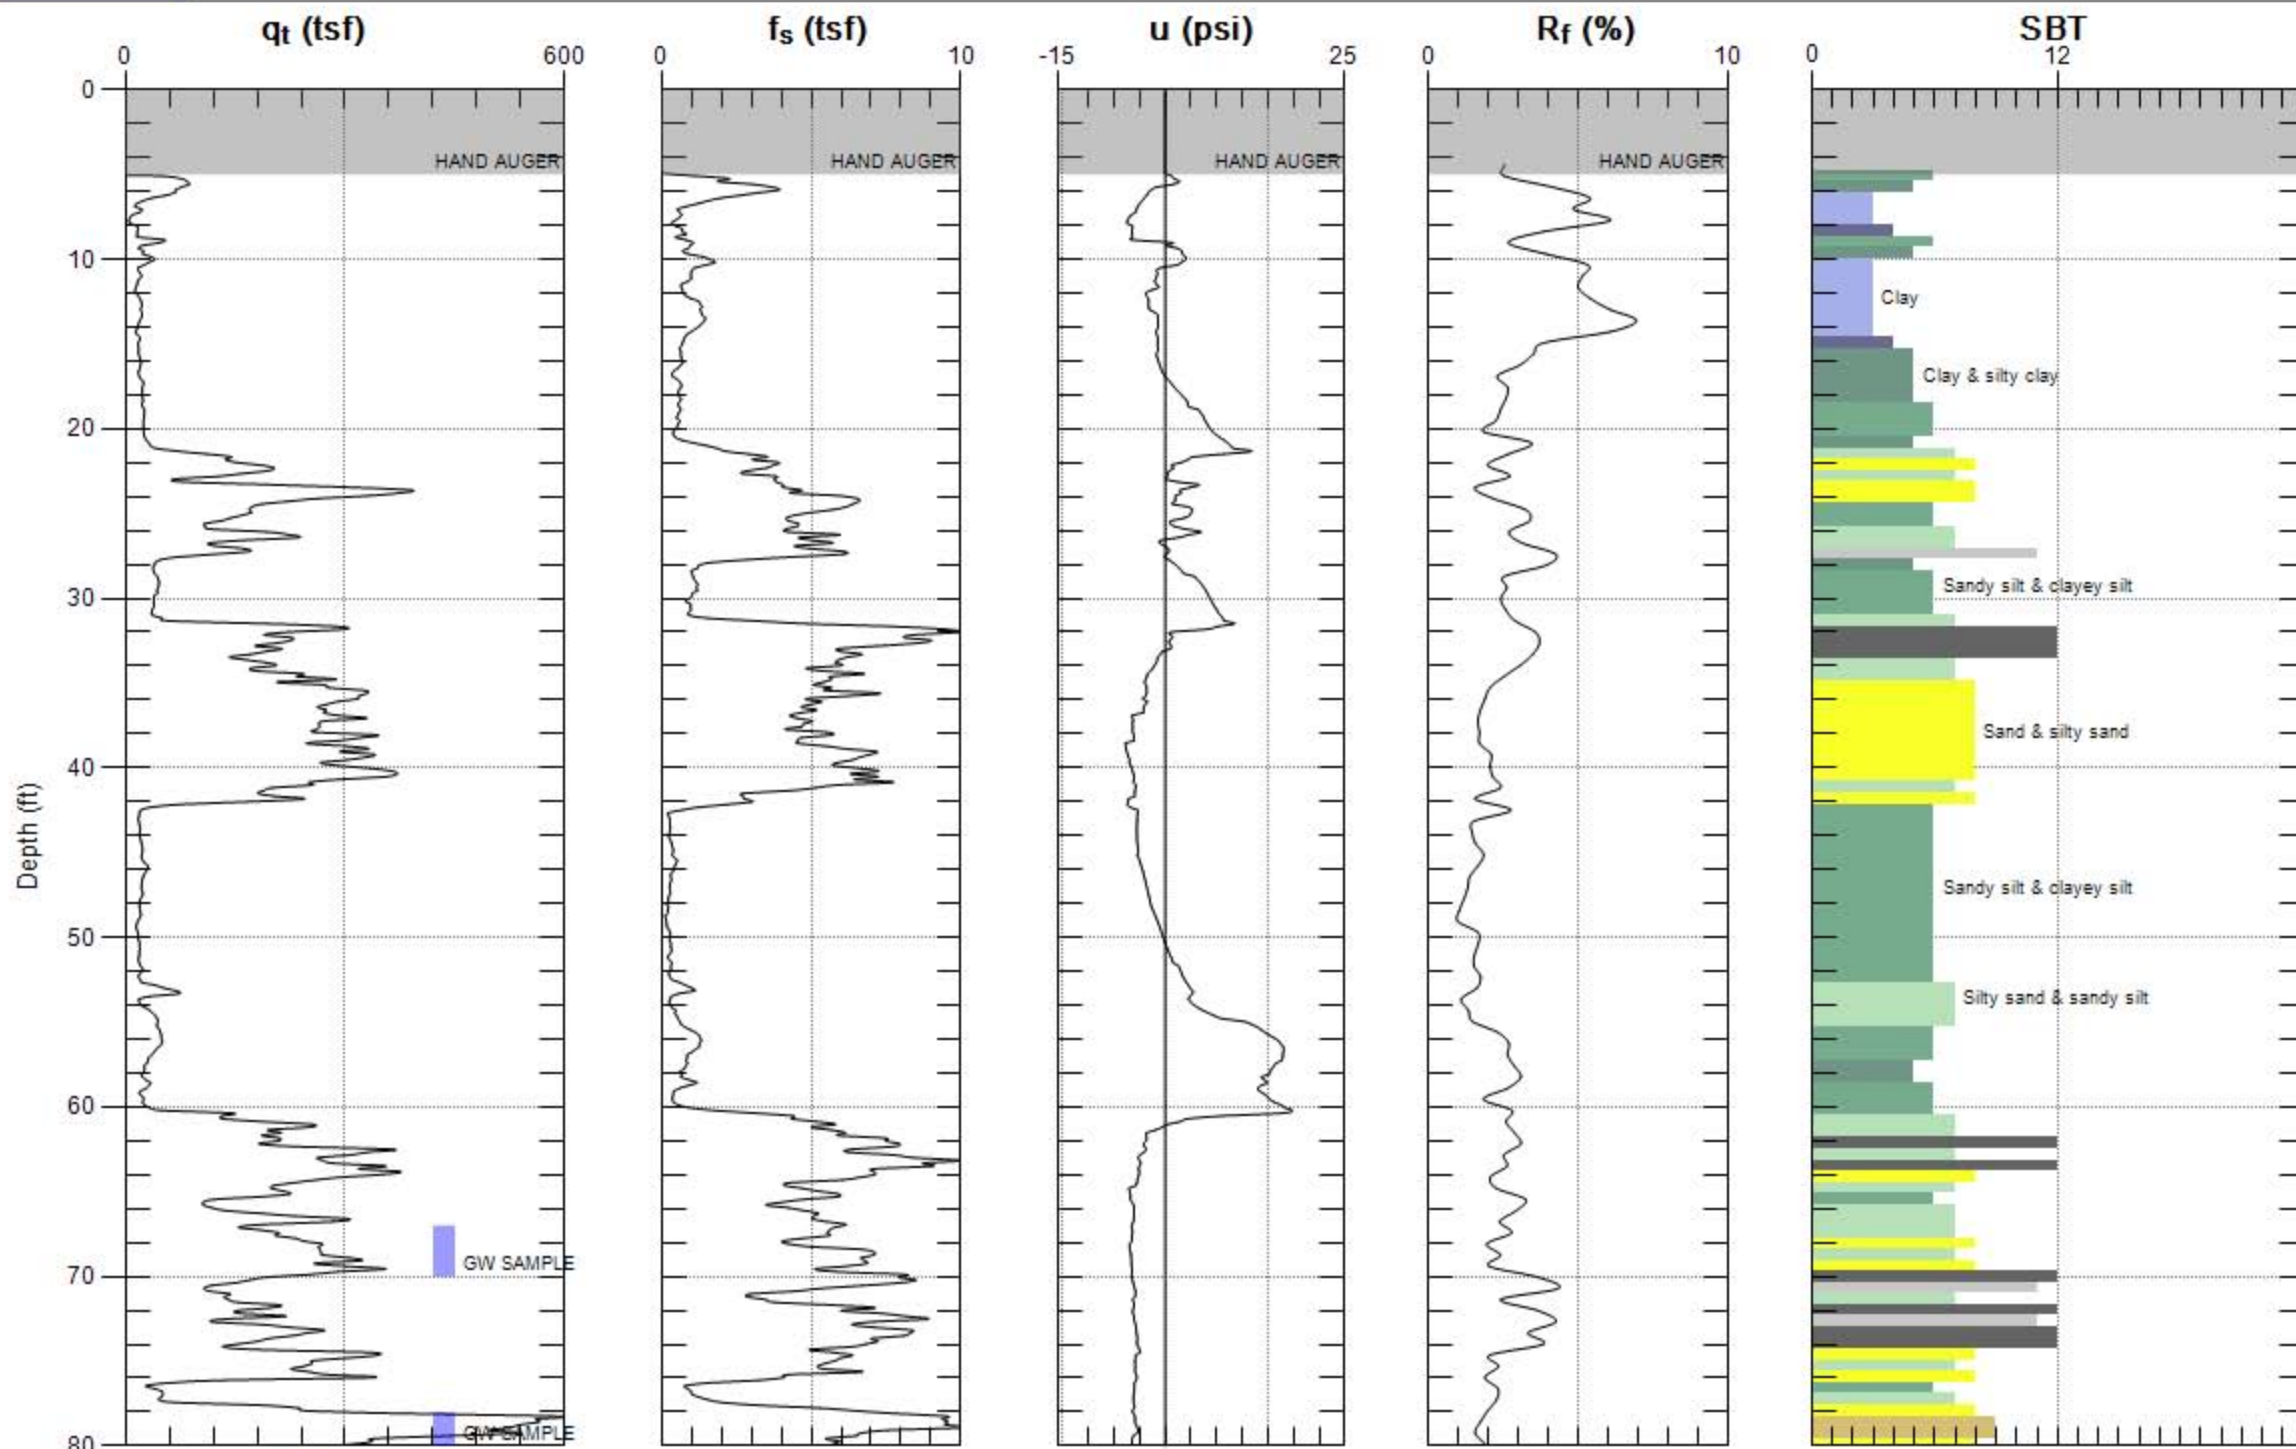 qt (tsf) fs (tsf) u (psi) Rf (%) SBT
0 600 0 10 -15 25 0 10 0 12
0
HAND AUGER HAND AUGER HAND AUGER HAND AUGER
10
Clay
Clay & silty clay
20
Sandy silt & clayey silt
30
Sand & silty sand
40
Depth (ft)
Sandy silt & clayey silt
50
Silty sand & sandy silt
60
GW SAMPLE
70
GW SAMPLE
80